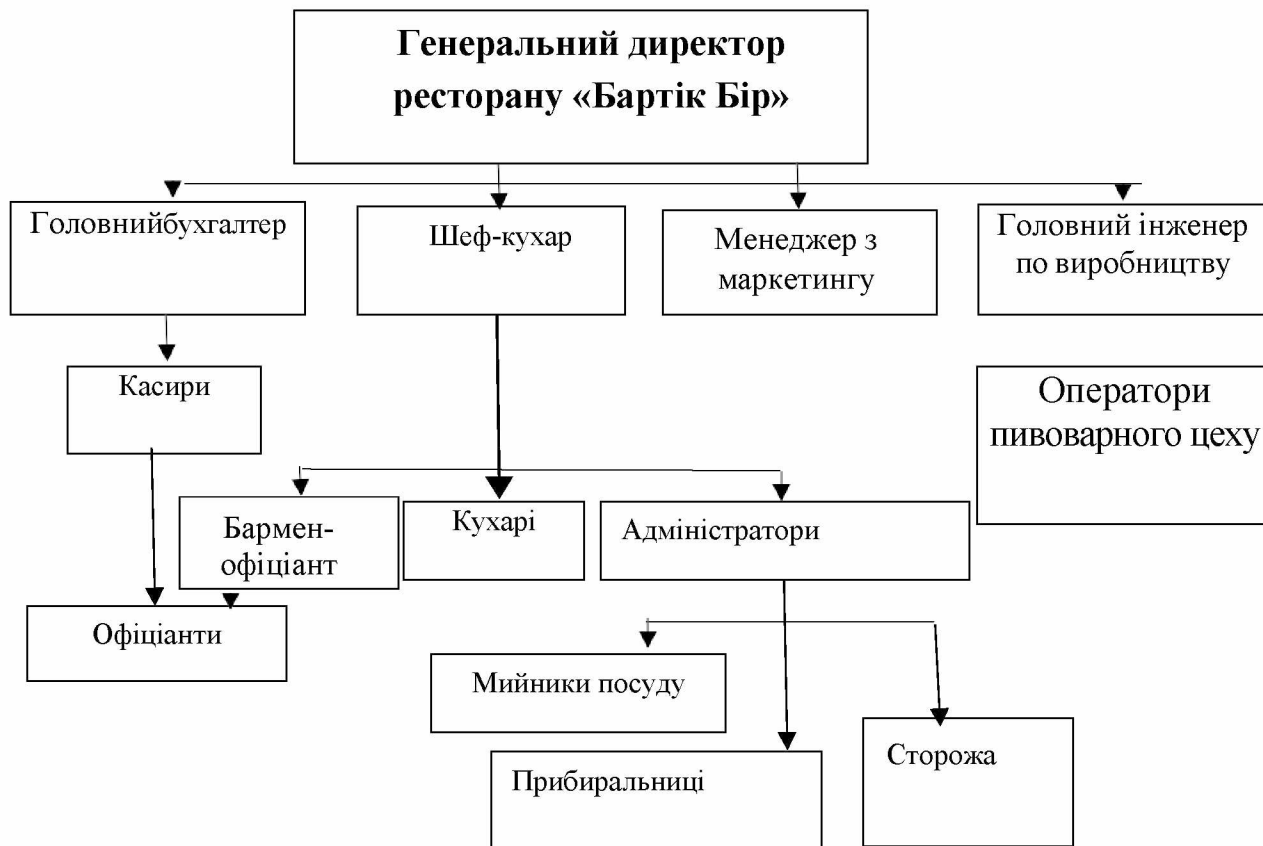 Генеральний директор
ресторану «Бартік Бір»
Головнийбухгалтер
Шеф-кухар
Менеджер з
маркетингу
Головний інженер
по виробництву
Касири
Оператори
пивоварного цеху
Бармен-
офіціант
Кухарі
Адміністратори
Офіціанти
Мийники посуду
Прибиральниці
Сторожа